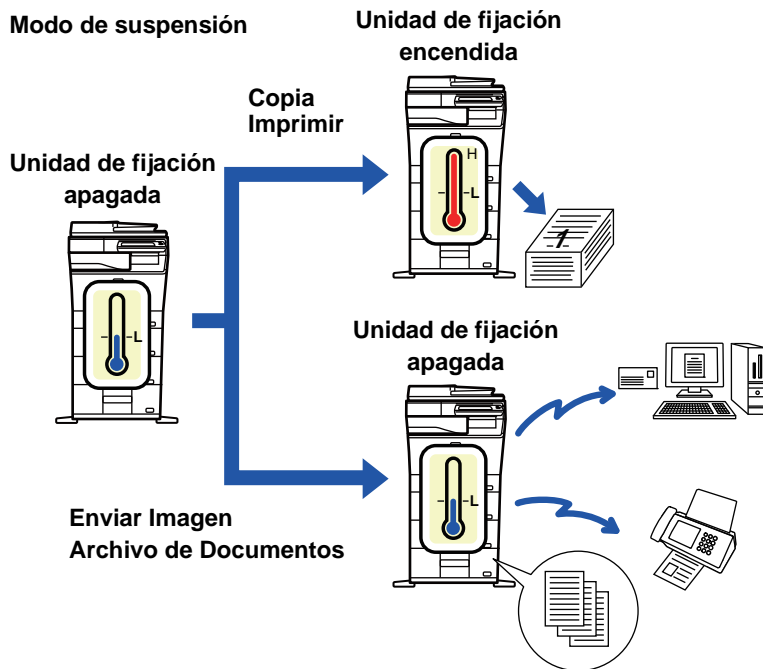 Modo de suspensión
Unidad de fijación
encendida
Copia
Imprimir
Unidad de fijación
apagada
H
L
1
L
Unidad de fijación
apagada
L
Enviar Imagen
Archivo de Documentos